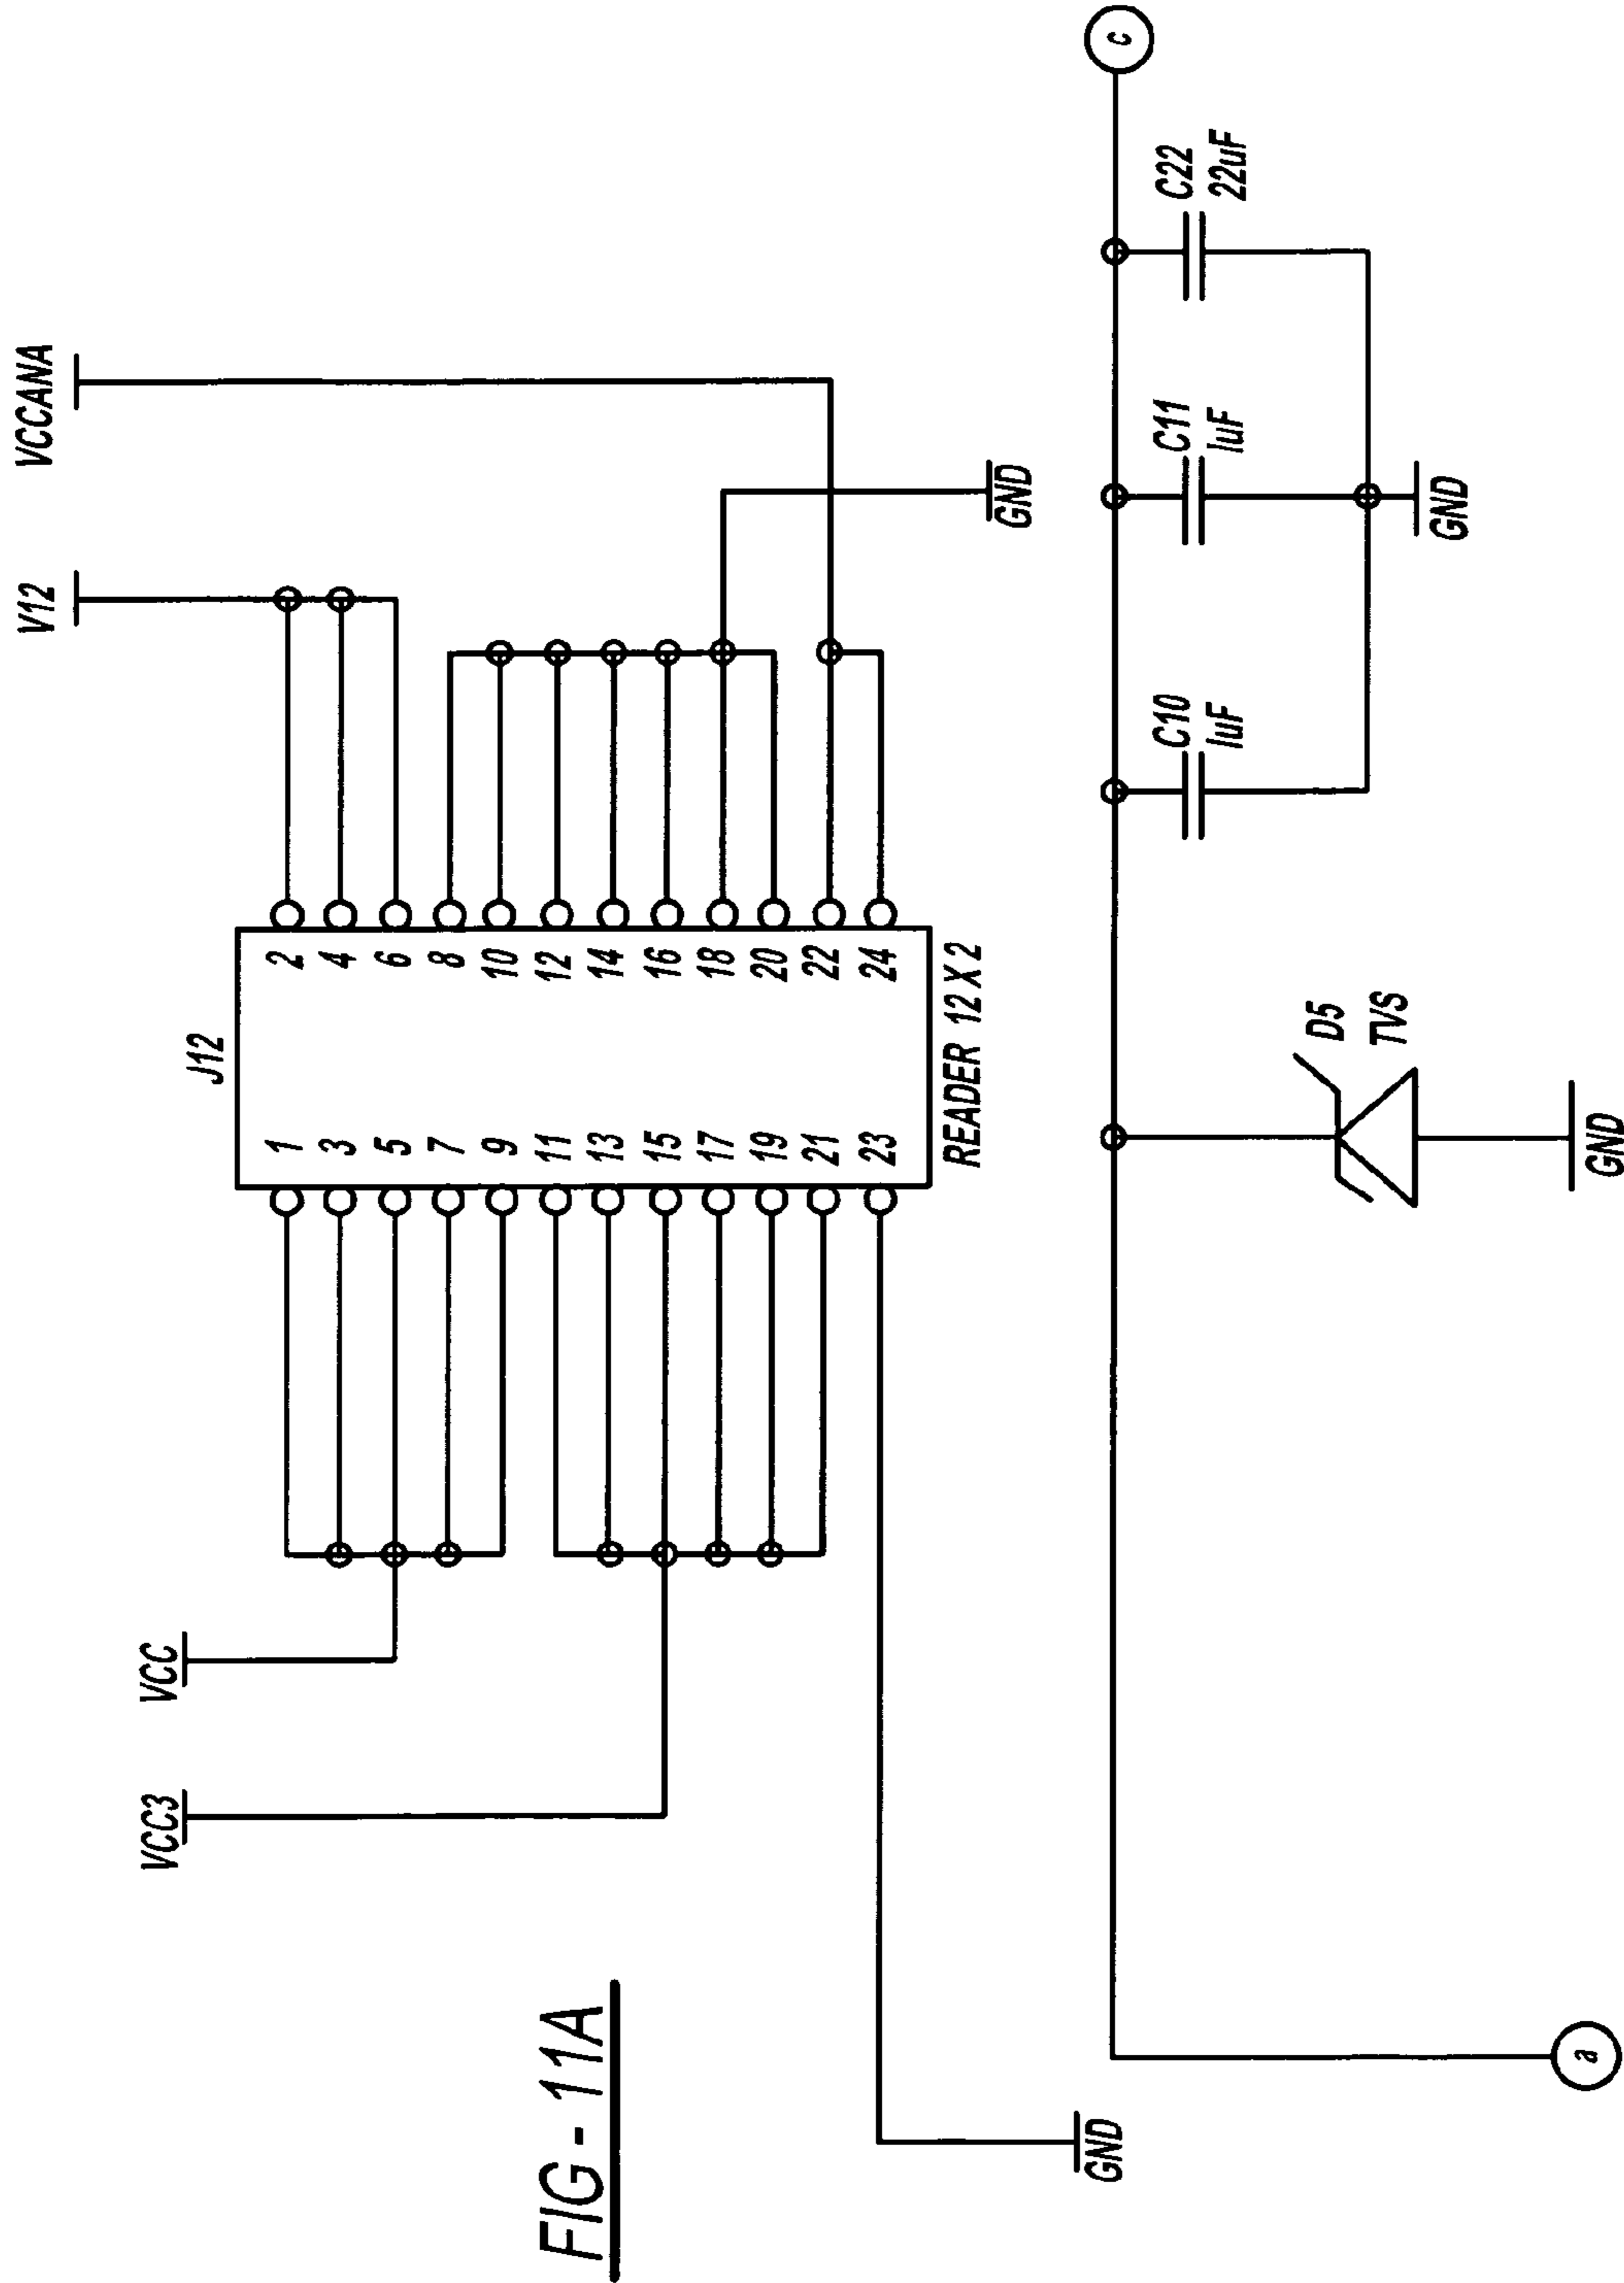 FIG - 11A
VCC3
VCC
V12
VCCANA
J12
1 2
3 4
5 6
7 8
9 10
11 12
13 14
15 16
17 18
19 20
21 22
23 24
READER 12 X 2
GND
GND
a
c
D5
TVS
GND
C10
1uF
C11
1uF
C22
22uF
GND